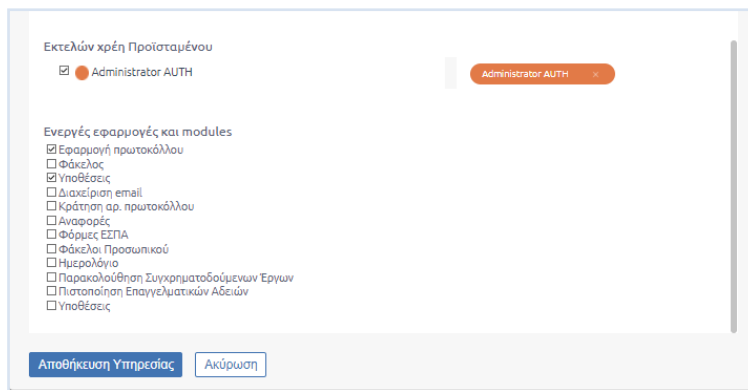 Εκτελών χρέη Προϊσταμένου
Administrator AUTH
Administrator AUTH ×
Ενεργές εφαρμογές και modules
Εφαρμογή πρωτοκόλλου
Φάκελος
Υποθέσεις
Διαχείριση email
Κράτηση αρ. πρωτοκόλλου
Αναφορές
Φόρμες ΕΣΠΑ
Φάκελοι Προσωπικού
Ημερολόγιο
Παρακολούθηση Συγχρηματοδούμενων Έργων
Πιστοποίηση Επαγγελματικών Αδειών
Υποθέσεις
Αποθήκευση Υπηρεσίας
Ακύρωση